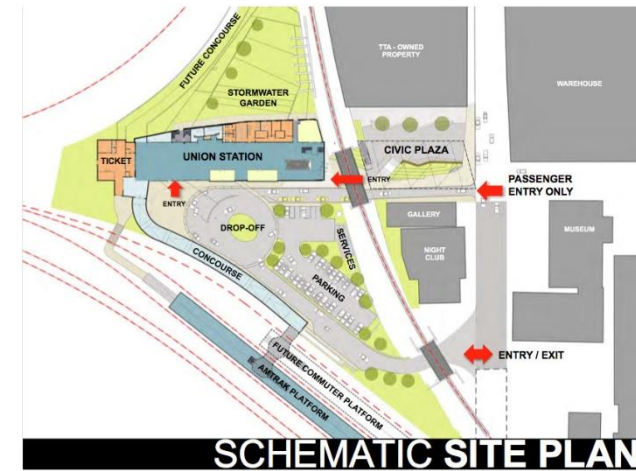 TTA - OWNED
PROPERTY
WAREHOUSE
FUTURE CONCOURSE
STORMWATER
GARDEN
TICKET
UNION STATION
CIVIC PLAZA
ENTRY
ENTRY
PASSENGER
ENTRY ONLY
DROP-OFF
SERVICES
GALLERY
MUSEUM
NIGHT
CLUB
CONCOURSE
PARKING
FUTURE COMMUTER PLATFORM
AMTRAK PLATFORM
ENTRY / EXIT
SCHEMATIC SITE PLAN